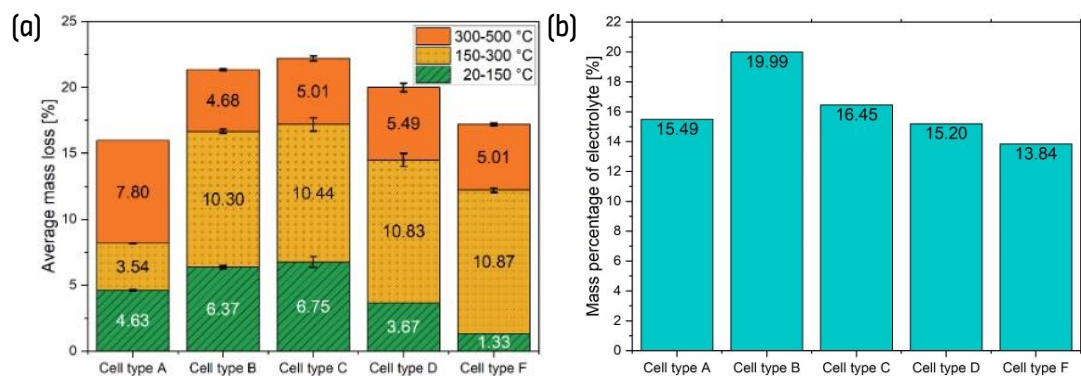 (a)
Average mass loss [%]
25
20
15
10
5
0
300-500 °C
150-300 °C
20-150 °C
7.80
3.54
4.63
4.68
10.30
6.37
5.01
10.44
6.75
5.49
10.83
3.67
5.01
10.87
1.33
Cell type A
Cell type B
Cell type C
Cell type D
Cell type F
(b)
Mass percentage of electrolyte [%]
22
20
18
16
14
12
10
8
6
4
2
0
15.49
19.99
16.45
15.20
13.84
Cell type A
Cell type B
Cell type C
Cell type D
Cell type F